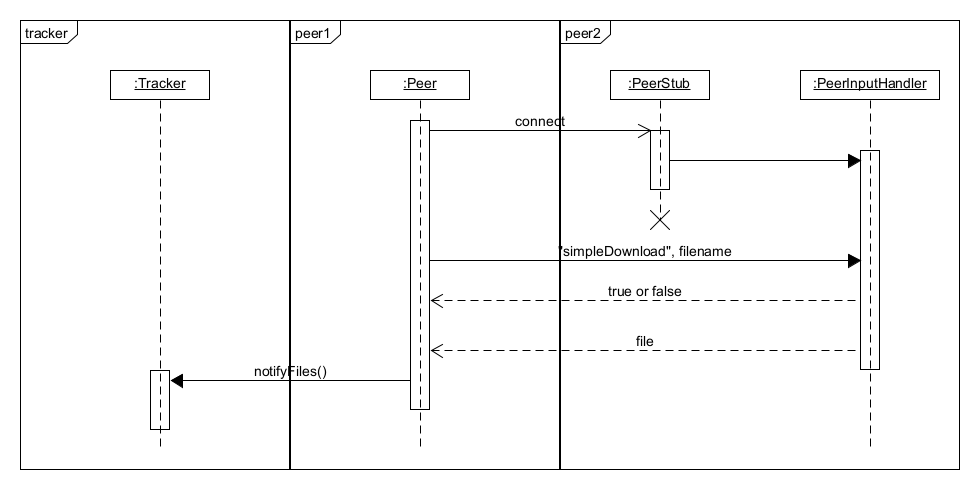 tracker
peer1
peer2
:Tracker
:Peer
:PeerStub
:PeerInputHandler
connect
"simpleDownload", filename
true or false
file
notifyFiles()